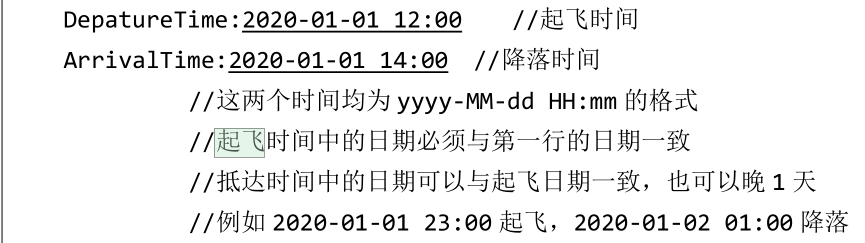 DepatureTime:2020-01-01 12:00 //起飞时间
ArrivalTime:2020-01-01 14:00 //降落时间
//这两个时间均为 yyyy-MM-dd HH:mm 的格式
//起飞时间中的日期必须与第一行的日期一致
//抵达时间中的日期可以与起飞日期一致，也可以晚 1 天
//例如 2020-01-01 23:00 起飞，2020-01-02 01:00 降落